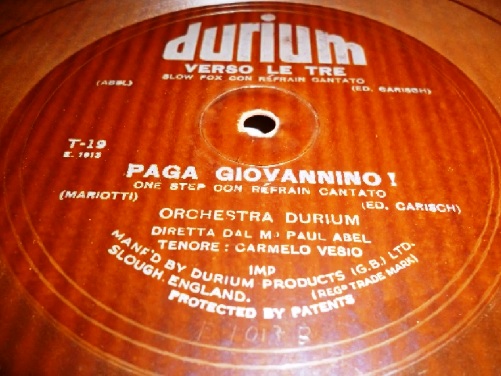 durium
VERSO LE TRE
SLOW FOX CON REFRAIN CANTATO
(ABEL) (ED. CARISCH)
T-19
E. 1013
PAGA GIOVANNINO!
ONE STEP CON REFRAIN CANTATO
(MARIOTTI) (ED. CARISCH)
ORCHESTRA DURIUM
DIRETTA DAL Mo PAUL ABEL
TENORE: CARMELO VESIO
IMP
MANF'D BY DURIUM PRODUCTS (G.B.) LTD.
SLOUGH, ENGLAND. (REGD TRADE MARK)
PROTECTED BY PATENTS
1013 B